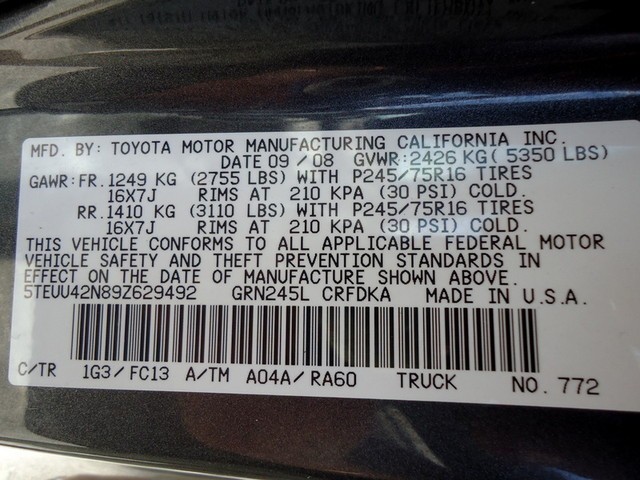 MFD. BY: TOYOTA MOTOR MANUFACTURING CALIFORNIA INC.
DATE 09 / 08 GVWR:2426 KG( 5350 LBS)
GAWR:FR.1249 KG (2755 LBS) WITH P245/75R16 TIRES
16X7J RIMS AT 210 KPA (30 PSI) COLD.
RR.1410 KG (3110 LBS) WITH P245/75R16 TIRES
16X7J RIMS AT 210 KPA (30 PSI) COLD.
THIS VEHICLE CONFORMS TO ALL APPLICABLE FEDERAL MOTOR
VEHICLE SAFETY AND THEFT PREVENTION STANDARDS IN
EFFECT ON THE DATE OF MANUFACTURE SHOWN ABOVE.
5TEUU42N89Z629492 GRN245L CRFDKA MADE IN U.S.A.
C/TR 1G3/FC13 A/TM A04A/RA60 TRUCK NO. 772